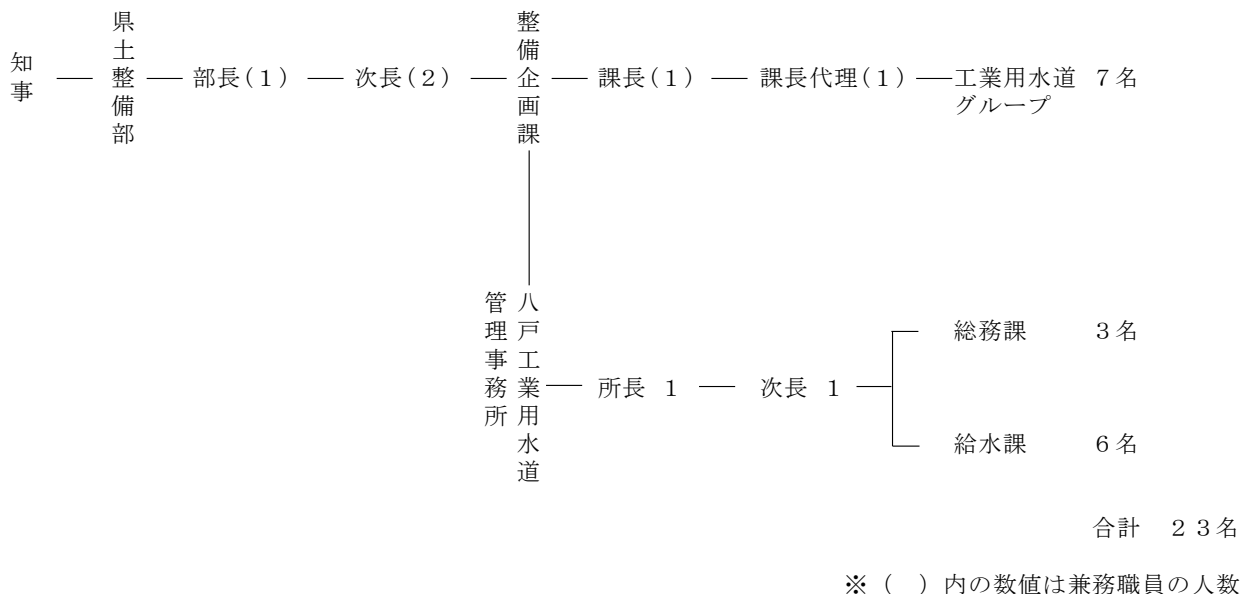 知事
県土整備部
部長(１)
次長(２)
整備企画課
課長(１)
課長代理(１)
工業用水道 ７名
グループ
八戸工業用水道
管理事務所
所長 １
次長 １
総務課 ３名
給水課 ６名
合計 ２３名
※（ ）内の数値は兼務職員の人数